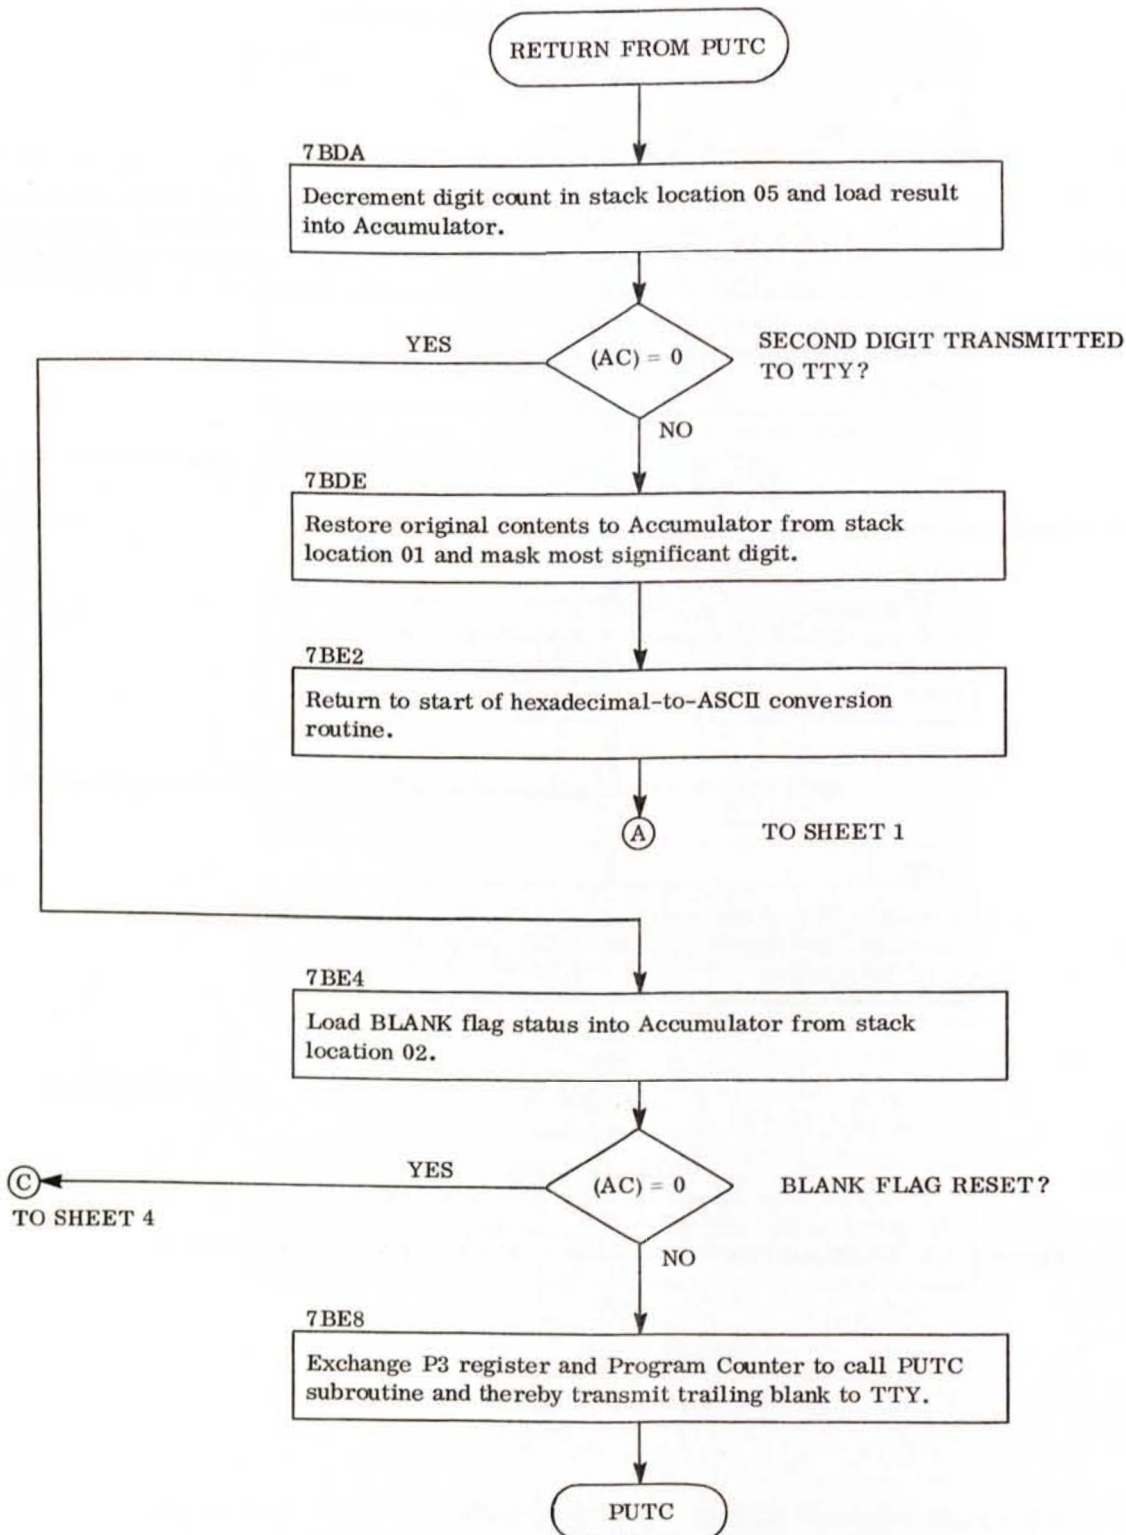 RETURN FROM PUTC
7BDA
Decrement digit count in stack location 05 and load result
into Accumulator.
YES
(AC) = 0
SECOND DIGIT TRANSMITTED
TO TTY?
NO
7BDE
Restore original contents to Accumulator from stack
location 01 and mask most significant digit.
7BE2
Return to start of hexadecimal-to-ASCII conversion
routine.
A
TO SHEET 1
7BE4
Load BLANK flag status into Accumulator from stack
location 02.
C
YES
(AC) = 0
BLANK FLAG RESET?
TO SHEET 4
NO
7BE8
Exchange P3 register and Program Counter to call PUTC
subroutine and thereby transmit trailing blank to TTY.
PUTC